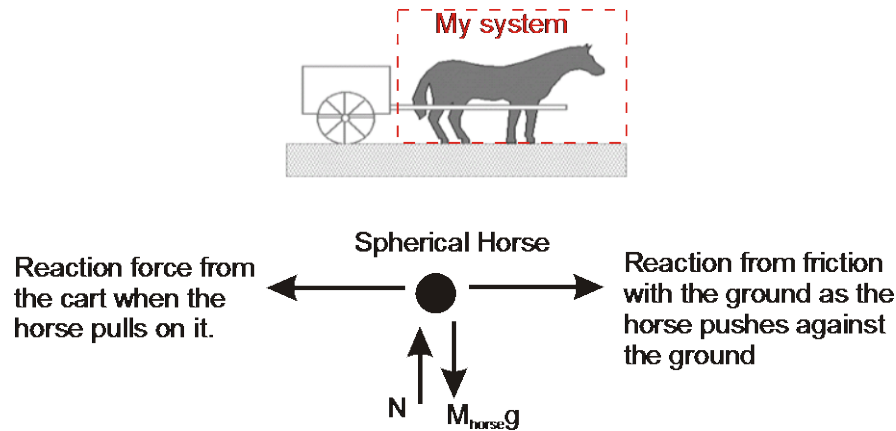 My system
Spherical Horse
Reaction force from
the cart when the
horse pulls on it.
Reaction from friction
with the ground as the
horse pushes against
the ground
N
Mhorseg